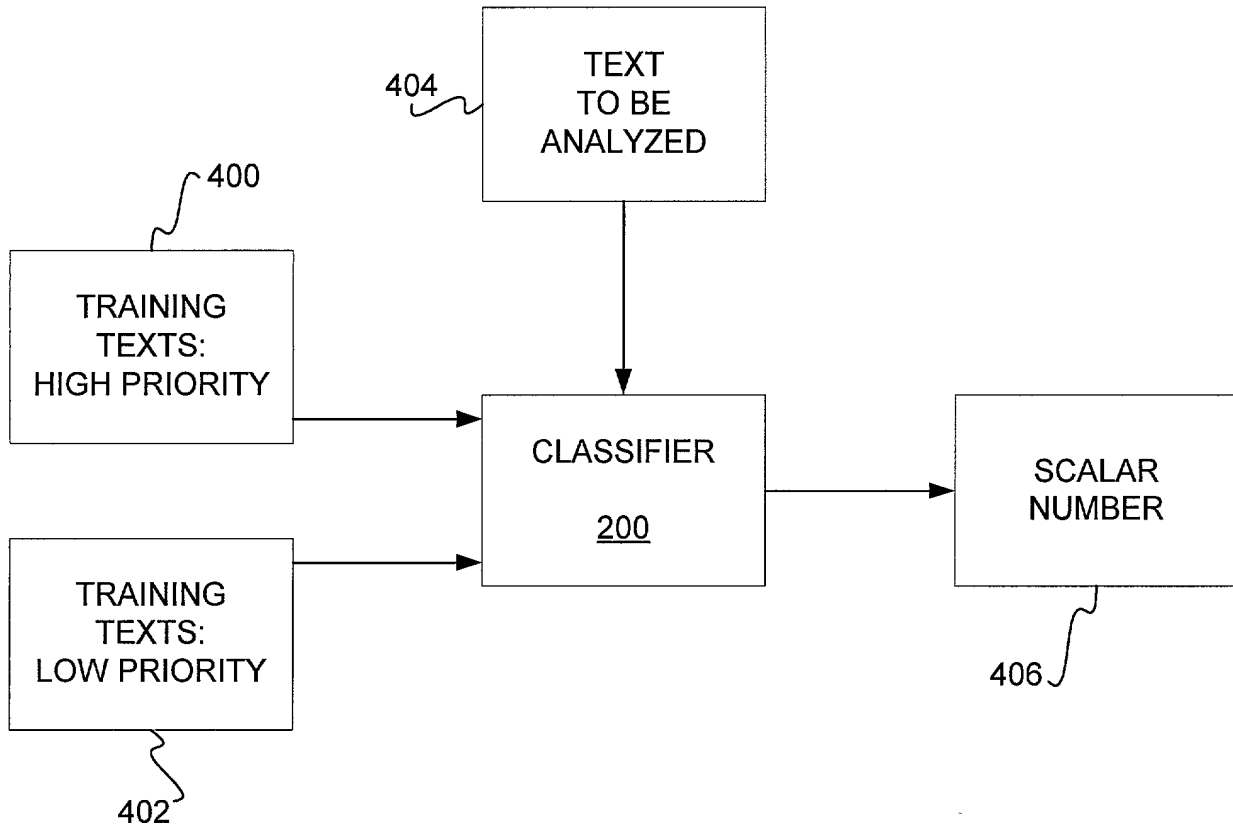 TEXT
TO BE
ANALYZED
404
400
TRAINING
TEXTS:
HIGH PRIORITY
CLASSIFIER
200
SCALAR
NUMBER
TRAINING
TEXTS:
LOW PRIORITY
406
402